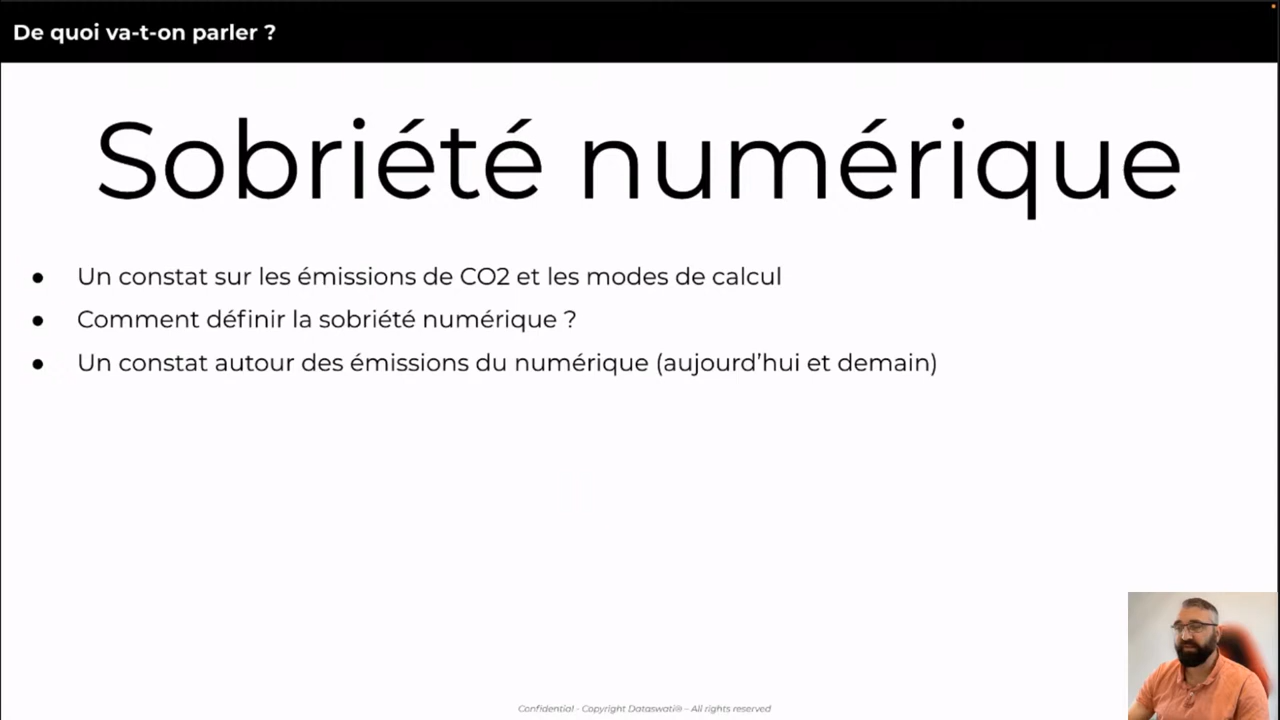 De quoi va-t-on parler ?
Sobriété numérique
● Un constat sur les émissions de CO2 et les modes de calcul
● Comment définir la sobriété numérique ?
● Un constat autour des émissions du numérique (aujourd’hui et demain)
Confidential - Copyright Dataswati® – All rights reserved